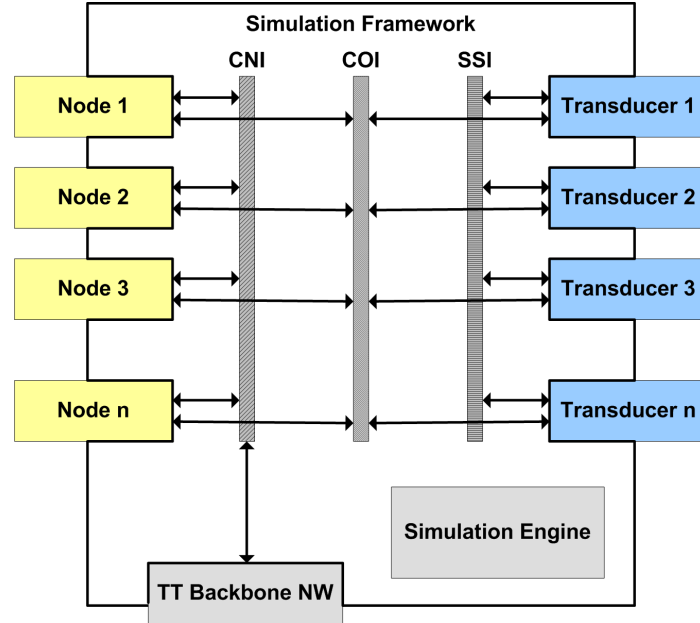 Simulation Framework
CNI COI SSI
Node 1 Transducer 1
Node 2 Transducer 2
Node 3 Transducer 3
Node n Transducer n
Simulation Engine
TT Backbone NW